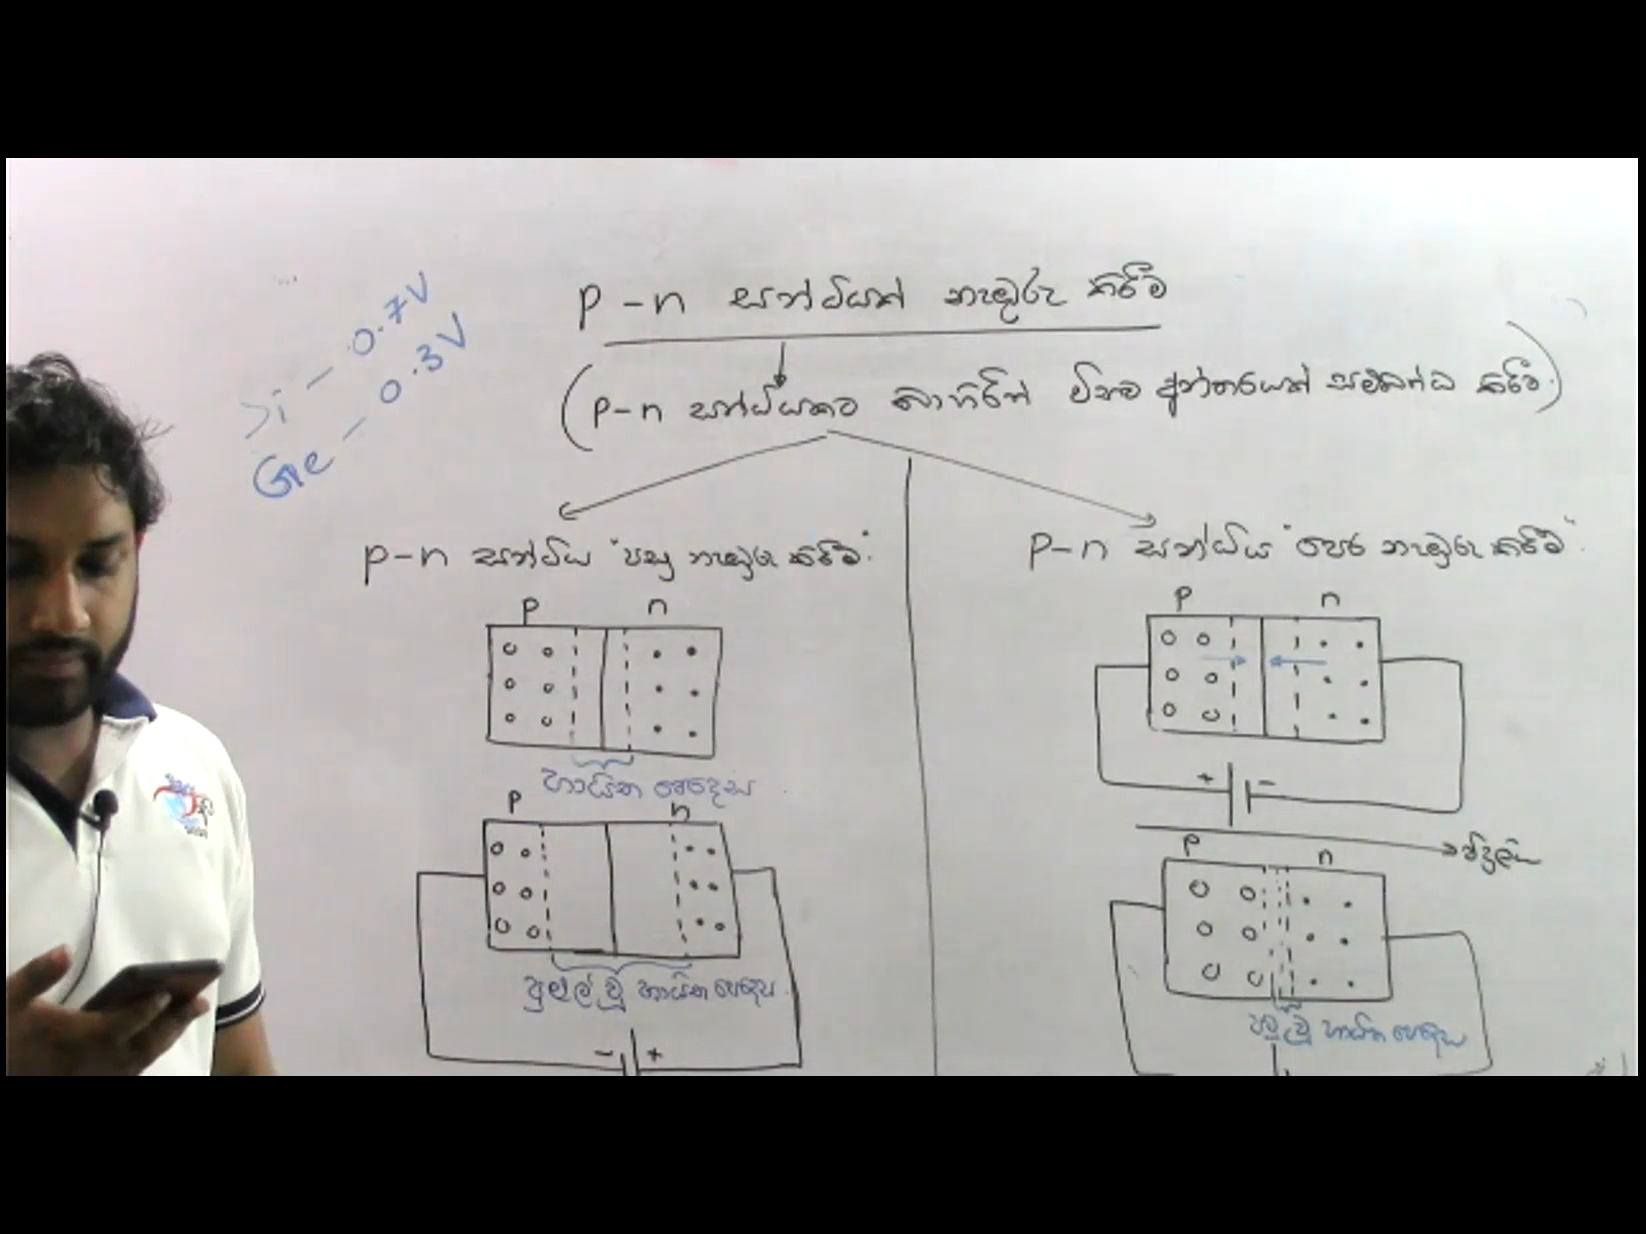 Si – 0.7V
Ge – 0.3V
p-n සන්ධියක් නැඹුරු කිරීම
(p-n සන්ධියකට බාහිරින් විභව අන්තරයක් සම්බන්ධ කිරීම.)
p-n සන්ධිය "පසු නැඹුරු කිරීම".
p n
හායිත පෙදෙස
p n
පුළුල් වූ හායිත පෙදෙස
- +
p-n සන්ධිය "පෙර නැඹුරු කිරීම".
p n
+ -
p n
පටු වූ හායිත පෙදෙස